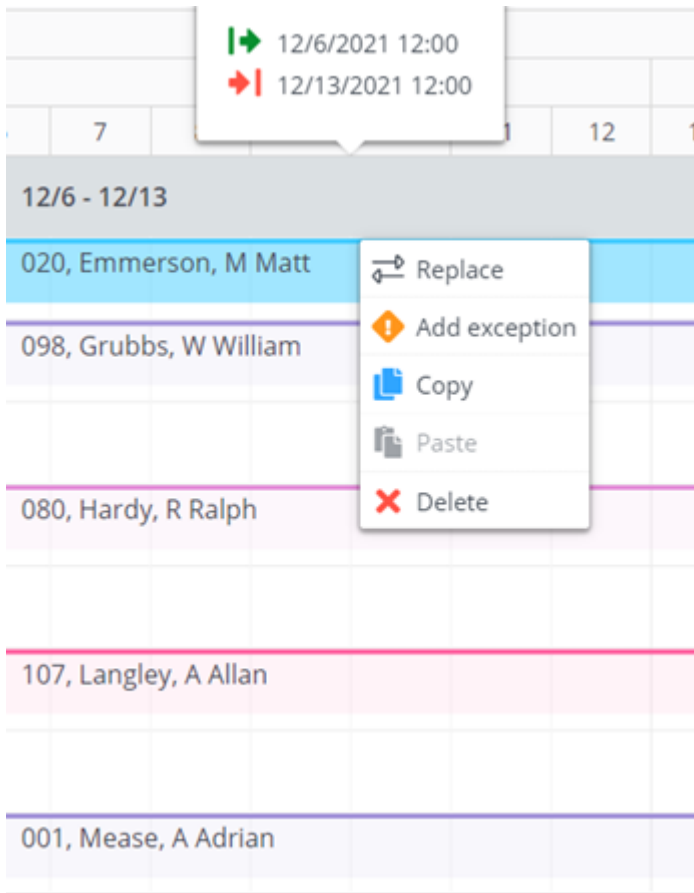 12/6/2021 12:00
12/13/2021 12:00
7
12
12/6 - 12/13
020, Emmerson, M Matt
Replace
098, Grubbs, W William
Add exception
Copy
Paste
080, Hardy, R Ralph
Delete
107, Langley, A Allan
001, Mease, A Adrian